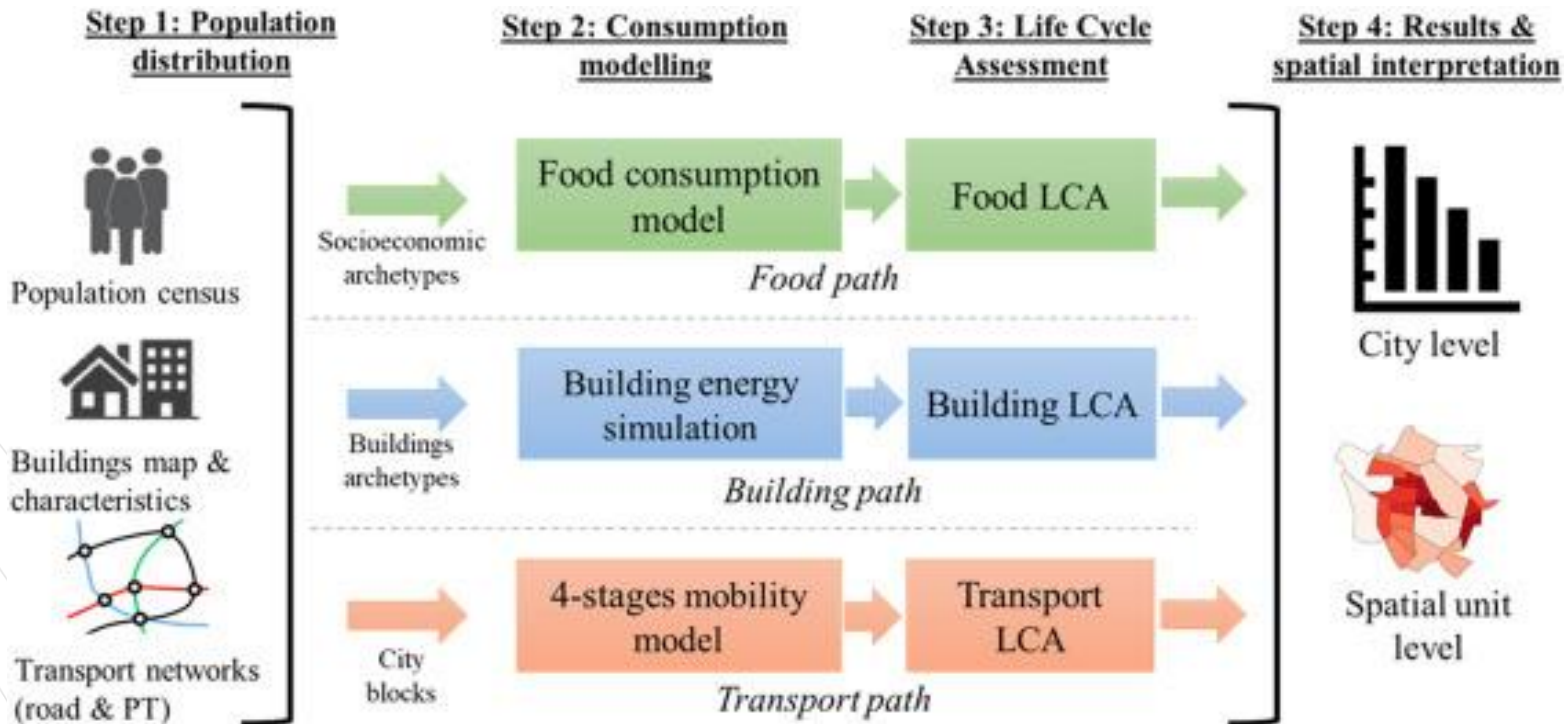 Step 1: Population
distribution
Step 2: Consumption
modelling
Step 3: Life Cycle
Assessment
Step 4: Results &
spatial interpretation
Population census
Buildings map &
characteristics
Transport networks
(road & PT)
Socioeconomic
archetypes
Food consumption
model
Food LCA
Food path
Buildings
archetypes
Building energy
simulation
Building LCA
Building path
City
blocks
4-stages mobility
model
Transport
LCA
Transport path
City level
Spatial unit
level